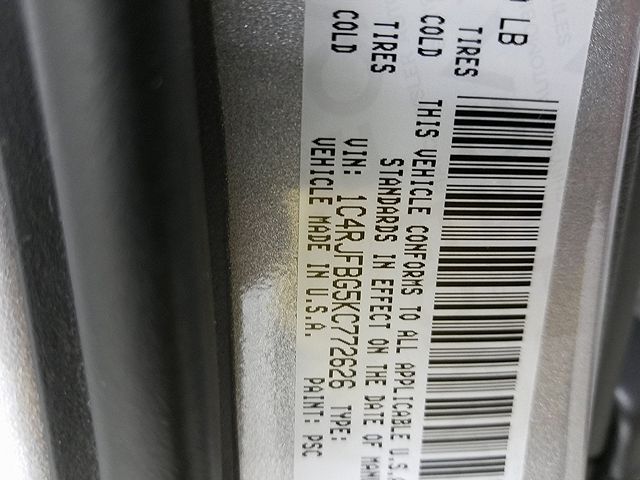 LB
TIRES COLD
TIRES COLD
THIS VEHICLE CONFORMS TO ALL APPLICABLE U.S.A
STANDARDS IN EFFECT ON THE DATE OF MAN
VIN: 1C4RJFBG5KC772626 TYPE:
VEHICLE MADE IN U.S.A. PAINT: PSC